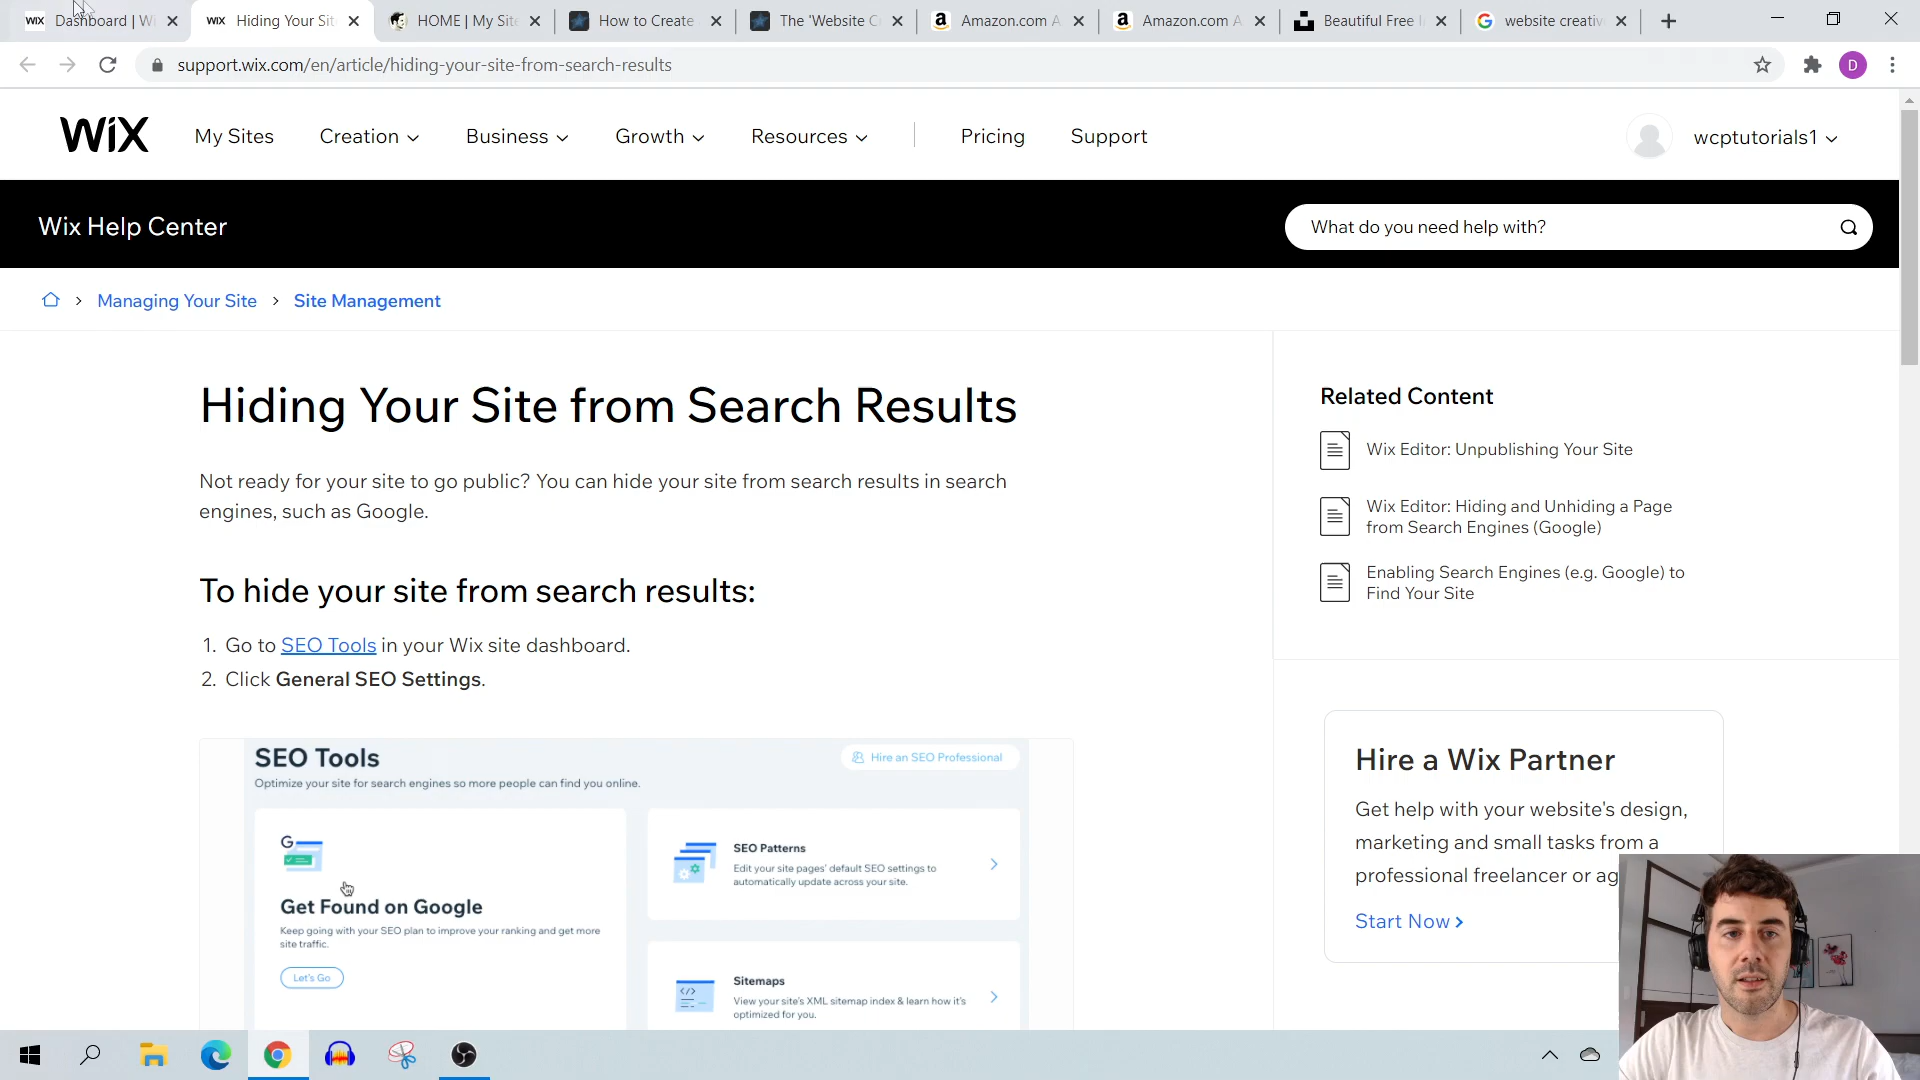 WIX Dashboard | Wi
WIX Hiding Your Sit
HOME | My Site
How to Create
The 'Website C
a Amazon.com A
a Amazon.com A
Beautiful Free I
G website creativ
support.wix.com/en/article/hiding-your-site-from-search-results
D
WiX My Sites Creation Business Growth Resources Pricing Support wcptutorials1
Wix Help Center
What do you need help with?
Managing Your Site > Site Management
Hiding Your Site from Search Results
Not ready for your site to go public? You can hide your site from search results in search
engines, such as Google.
To hide your site from search results:
1. Go to SEO Tools in your Wix site dashboard.
2. Click General SEO Settings.
SEO Tools
Optimize your site for search engines so more people can find you online.
Hire an SEO Professional
G
Get Found on Google
Keep going with your SEO plan to improve your ranking and get more
site traffic.
Let's Go
SEO Patterns
Edit your site pages' default SEO settings to
automatically update across your site.
</>
Sitemaps
View your site's XML sitemap index & learn how it's
optimized for you.
Related Content
Wix Editor: Unpublishing Your Site
Wix Editor: Hiding and Unhiding a Page
from Search Engines (Google)
Enabling Search Engines (e.g. Google) to
Find Your Site
Hire a Wix Partner
Get help with your website's design,
marketing and small tasks from a
professional freelancer or ag
Start Now >